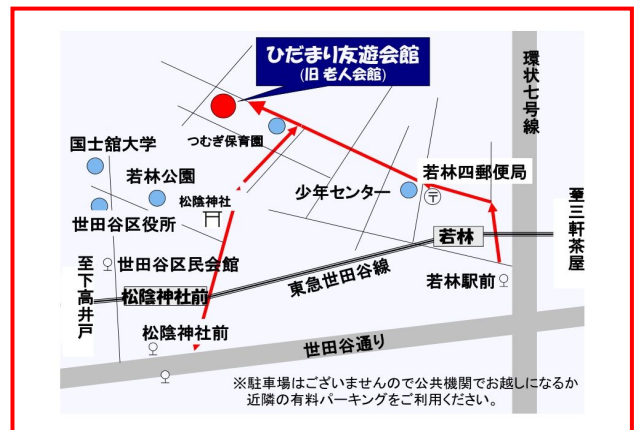 ひだまり友遊会館
(旧 老人会館)
環状七号線
つむぎ保育園
国士舘大学
若林公園
松陰神社
少年センター
若林四郵便局
〒
至三軒茶屋
世田谷区役所
若林
世田谷区民会館
至下高井戸
東急世田谷線
若林駅前
松陰神社前
松陰神社前
世田谷通り
※駐車場はございませんので公共機関でお越しになるか
近隣の有料パーキングをご利用ください。